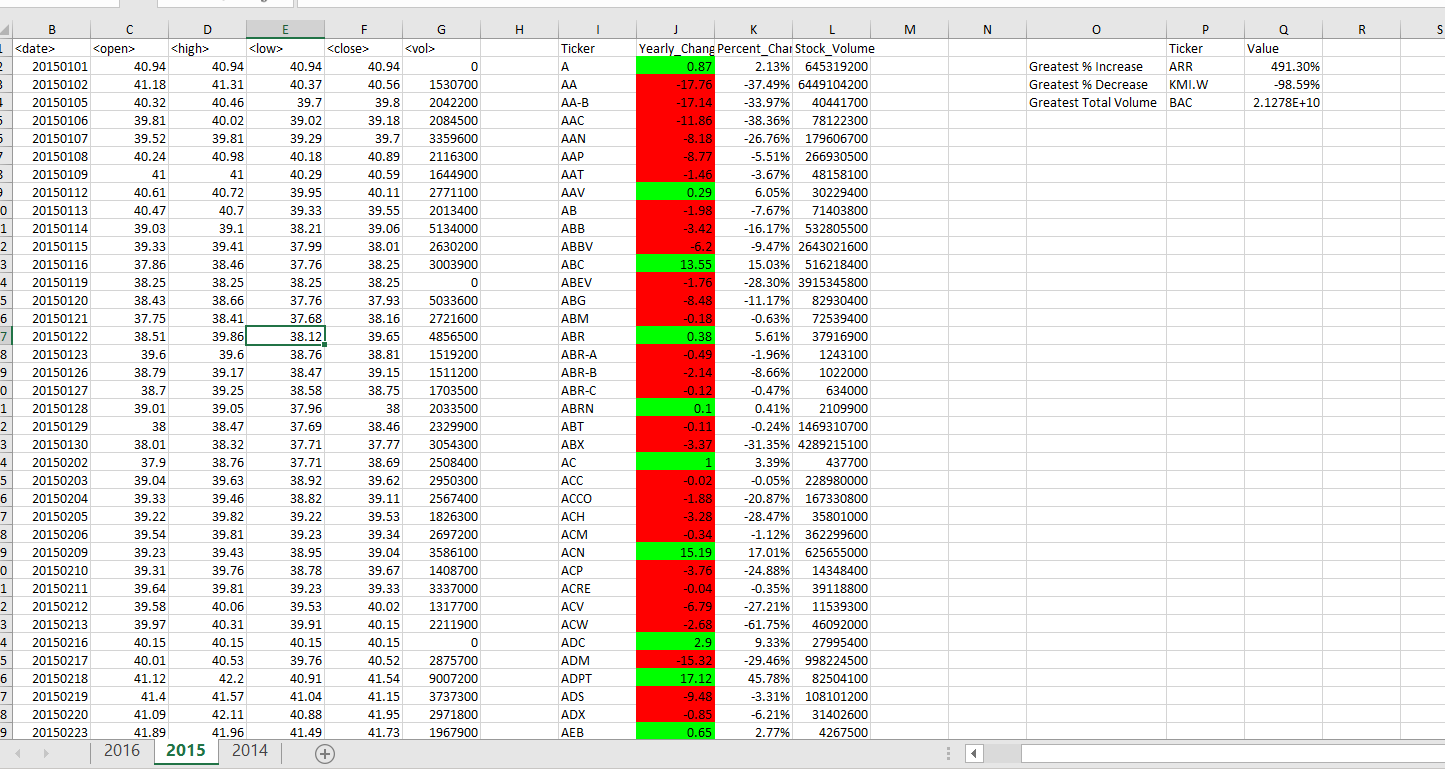 B C D E F G H I J K L M N O P Q R S
<date> <open> <high> <low> <close> <vol> Ticker Yearly_Chang Percent_Char Stock_Volume Ticker Value
20150101 40.94 40.94 40.94 40.94 0 A 0.87 2.13% 645319200 Greatest % Increase ARR 491.30%
20150102 41.18 41.31 40.37 40.56 1530700 AA -17.76 -37.49% 6449104200 Greatest % Decrease KMI.W -98.59%
20150105 40.32 40.46 39.7 39.8 2042200 AA-B -17.14 -33.97% 40441700 Greatest Total Volume BAC 2.1278E+10
20150106 39.81 40.02 39.02 39.18 2084500 AAC -11.86 -38.36% 78122300
20150107 39.52 39.81 39.29 39.7 3359600 AAN -8.18 -26.76% 179606700
20150108 40.24 40.98 40.18 40.89 2116300 AAP -8.77 -5.51% 266930500
20150109 41 41 40.29 40.59 1644900 AAT -1.46 -3.67% 48158100
20150112 40.61 40.72 39.95 40.11 2771100 AAV 0.29 6.05% 30229400
20150113 40.47 40.7 39.33 39.55 2013400 AB -1.98 -7.67% 71403800
20150114 39.03 39.1 38.21 39.06 5134000 ABB -3.42 -16.17% 532805500
20150115 39.33 39.41 37.99 38.01 2630200 ABBV -6.2 -9.47% 2643021600
20150116 37.86 38.46 37.76 38.25 3003900 ABC 13.55 15.03% 516218400
20150119 38.25 38.25 38.25 38.25 0 ABEV -1.76 -28.30% 3915345800
20150120 38.43 38.66 37.76 37.93 5033600 ABG -8.48 -11.17% 82930400
20150121 37.75 38.41 37.68 38.16 2721600 ABM -0.18 -0.63% 72539400
20150122 38.51 39.86 38.12 39.65 4856500 ABR 0.38 5.61% 37916900
20150123 39.6 39.6 38.76 38.81 1519200 ABR-A -0.49 -1.96% 1243100
20150126 38.79 39.17 38.47 39.15 1511200 ABR-B -2.14 -8.66% 1022000
20150127 38.7 39.25 38.58 38.75 1703500 ABR-C -0.12 -0.47% 634000
20150128 39.01 39.05 37.96 38 2033500 ABRN 0.1 0.41% 2109900
20150129 38 38.47 37.69 38.46 2329900 ABT -0.11 -0.24% 1469310700
20150130 38.01 38.32 37.71 37.77 3054300 ABX -3.37 -31.35% 4289215100
20150202 37.9 38.76 37.71 38.69 2508400 AC 1 3.39% 437700
20150203 39.04 39.63 38.92 39.62 2950300 ACC -0.02 -0.05% 228980000
20150204 39.33 39.46 38.82 39.11 2567400 ACCO -1.88 -20.87% 167330800
20150205 39.22 39.82 39.22 39.53 1826300 ACH -3.28 -28.47% 35801000
20150206 39.54 39.81 39.23 39.34 2697200 ACM -0.34 -1.12% 362299600
20150209 39.23 39.43 38.95 39.04 3586100 ACN 15.19 17.01% 625655000
20150210 39.31 39.76 38.78 39.67 1408700 ACP -3.76 -24.88% 14348400
20150211 39.64 39.81 39.23 39.33 3337000 ACRE -0.04 -0.35% 39118800
20150212 39.58 40.06 39.53 40.02 1317700 ACV -6.79 -27.21% 11539300
20150213 39.97 40.31 39.91 40.15 2211900 ACW -2.68 -61.75% 46092000
20150216 40.15 40.15 40.15 40.15 0 ADC 2.9 9.33% 27995400
20150217 40.01 40.53 39.76 40.52 2875700 ADM -15.32 -29.46% 998224500
20150218 41.12 42.2 40.91 41.54 9007200 ADPT 17.12 45.78% 82504100
20150219 41.4 41.57 41.04 41.15 3737300 ADS -9.48 -3.31% 108101200
20150220 41.09 42.11 40.88 41.95 2971800 ADX -0.85 -6.21% 31402600
20150223 41.89 41.96 41.49 41.73 1967900 AEB 0.65 2.77% 4267500
2016 2015 2014